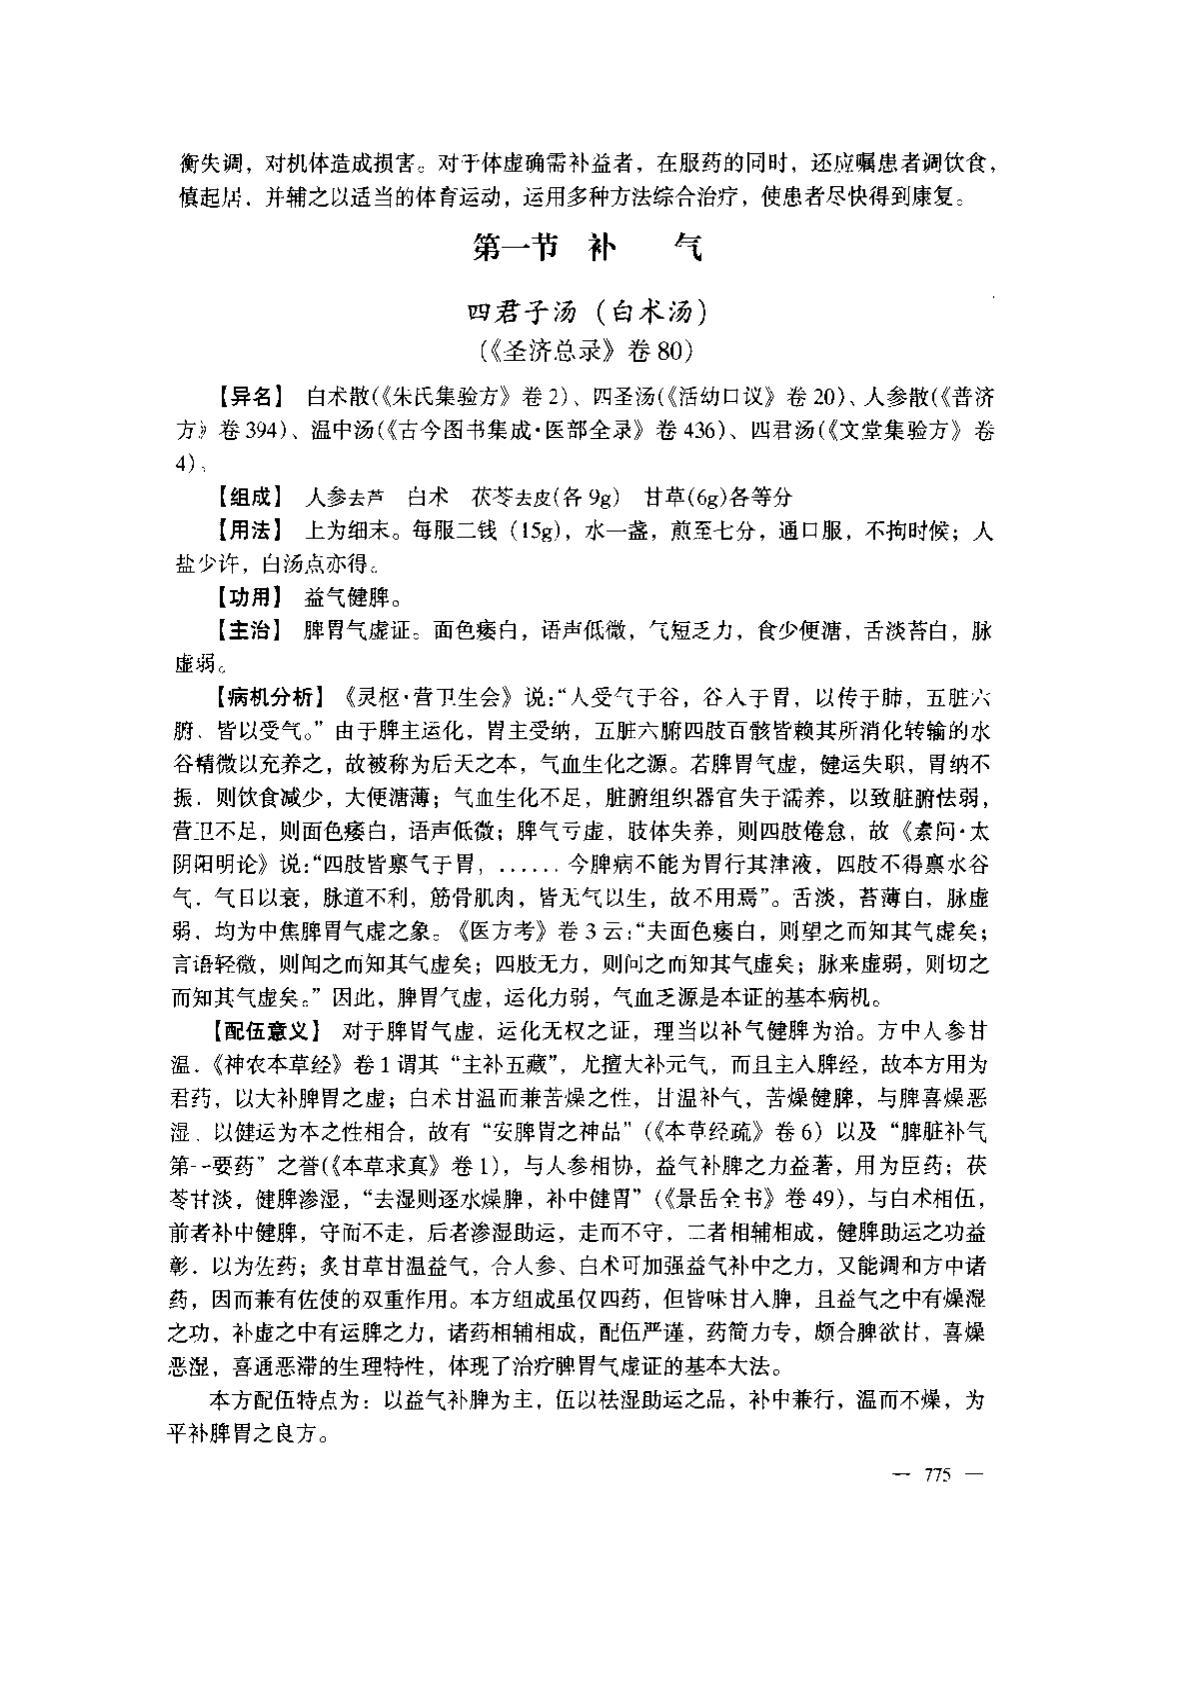 衡失调，对机体造成损害。对于体虚确需补益者，在服药的同时，还应嘱患者调饮食，
慎起居．并辅之以适当的体育运动，运用多种方法综合治疗，使患者尽快得到康复。
第一节 补 气
四君子汤（白术汤）
（《圣济总录》卷 80）
【异名】 白术散(《朱氏集验方》卷 2)、四圣汤(《活幼口议》卷 20)、人参散(《普济
方》卷 394)、温中汤(《古今图书集成·医部全录》卷 436)、四君汤(《文堂集验方》卷
4)。
【组成】 人参去芦 白术 茯苓去皮(各 9g) 甘草(6g)各等分
【用法】 上为细末。每服二钱（15g），水一盏，煎至七分，通口服，不拘时候；人
盐少许，白汤点亦得。
【功用】 益气健脾。
【主治】 脾胃气虚证。面色痿白，语声低微，气短乏力，食少便溏，舌淡苔白，脉
虚弱。
【病机分析】《灵枢·营卫生会》说：“人受气于谷，谷入于胃，以传于肺，五脏六
腑、皆以受气。”由于脾主运化，胃主受纳，五脏六腑四肢百骸皆赖其所消化转输的水
谷精微以充养之，故被称为后天之本，气血生化之源。若脾胃气虚，健运失职，胃纳不
振．则饮食减少，大便溏薄；气血生化不足，脏腑组织器官失于濡养，以致脏腑怯弱，
营卫不足，则面色痿白，语声低微；脾气亏虚，肢体失养，则四肢倦怠，故《素问·太
阴阳明论》说：“四肢皆禀气于胃，……今脾病不能为胃行其津液，四肢不得禀水谷
气．气日以衰，脉道不利，筋骨肌肉，皆无气以生，故不用焉”。舌淡，苔薄白，脉虚
弱，均为中焦脾胃气虚之象。《医方考》卷 3 云：“夫面色痿白，则望之而知其气虚矣；
言语轻微，则闻之而知其气虚矣；四肢无力，则问之而知其气虚矣；脉来虚弱，则切之
而知其气虚矣。”因此，脾胃气虚，运化力弱，气血乏源是本证的基本病机。
【配伍意义】 对于脾胃气虚，运化无权之证，理当以补气健脾为治。方中人参甘
温．《神农本草经》卷 1 谓其“主补五藏”，尤擅大补元气，而且主入脾经，故本方用为
君药，以大补脾胃之虚；白术甘温而兼苦燥之性，甘温补气，苦燥健脾，与脾喜燥恶
湿、以健运为本之性相合，故有“安脾胃之神品”（《本草经疏》卷 6）以及“脾脏补气
第一要药”之誉(《本草求真》卷 1)，与人参相协，益气补脾之力益著，用为臣药；茯
苓甘淡，健脾渗湿，“去湿则逐水燥脾，补中健胃”（《景岳全书》卷 49），与白术相伍，
前者补中健脾，守而不走，后者渗湿助运，走而不守，二者相辅相成，健脾助运之功益
彰．以为佐药；炙甘草甘温益气，合人参、白术可加强益气补中之力，又能调和方中诸
药，因而兼有佐使的双重作用。本方组成虽仅四药，但皆味甘入脾，且益气之中有燥湿
之功，补虚之中有运脾之力，诸药相辅相成，配伍严谨，药简力专，颇合脾欲甘，喜燥
恶湿，喜通恶滞的生理特性，体现了治疗脾胃气虚证的基本大法。
本方配伍特点为：以益气补脾为主，伍以祛湿助运之品，补中兼行，温而不燥，为
平补脾胃之良方。
— 775 —